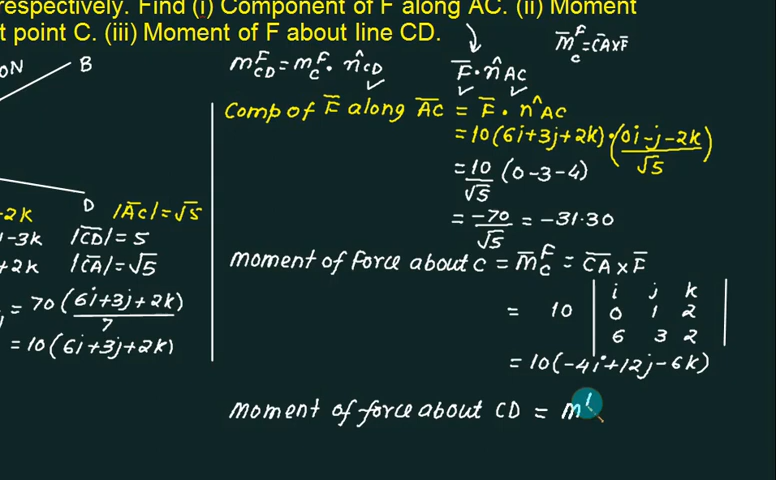 respectively. Find (i) Component of F along AC. (ii) Moment
t point C. (iii) Moment of F about line CD.
ON B
D
m^F_CD = m^F_C · n̂_CD
F̅ · n̂_AC
M̅^F_C = C̅A̅ × F̅
Comp of F̅ along A̅C̅ = F̅ · n̂_AC
= 10(6i+3j+2k) · (0i-j-2k)/√5
= 10/√5 (0-3-4)
= -70/√5 = -31.30
-2k |A̅C̅| = √5
-3k |C̅D̅| = 5
+2k |C̅A̅| = √5
= 70 (6i+3j+2k)/7
= 10(6i+3j+2k)
moment of Force about C = m̅^F_C = C̅A̅ × F̅
= 10 | i j k
0 1 2
6 3 2 |
= 10(-4i+12j-6k)
moment of force about CD = m